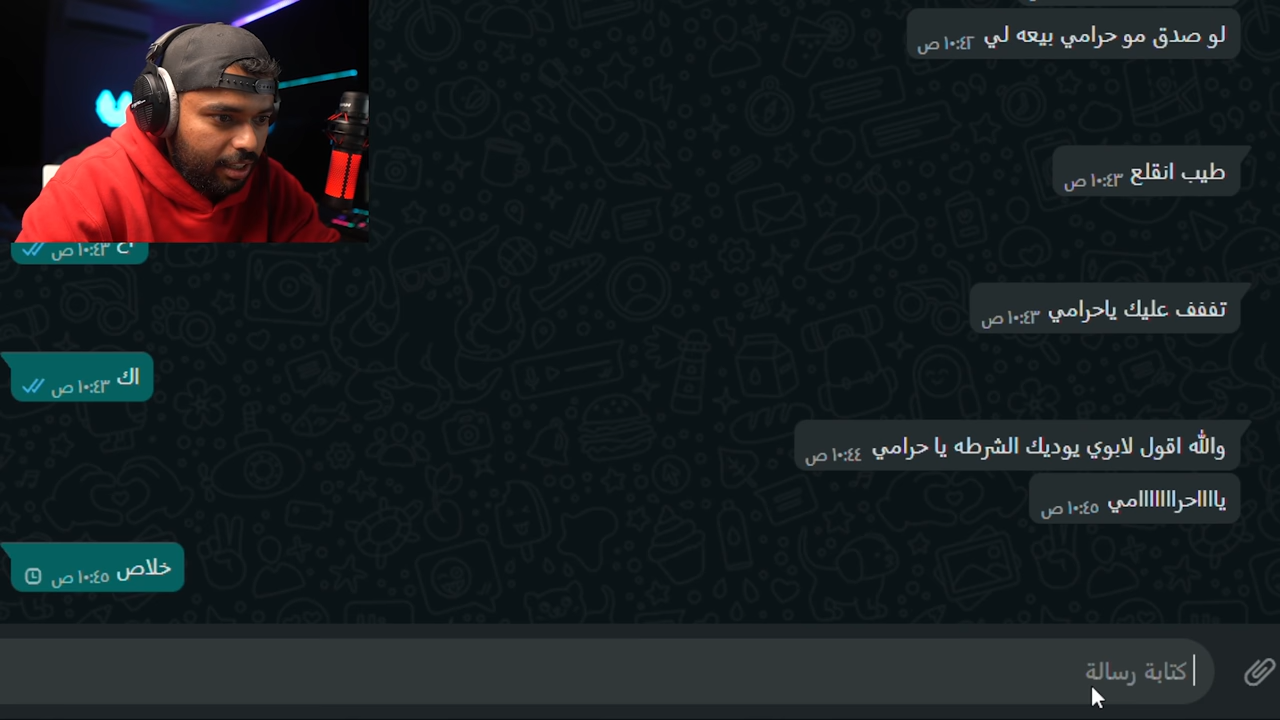 لو صدق مو حرامي بيعه لي ١٠:٤٢ ص
طيب انقلع ١٠:٤٣ ص
١٠:٤٣ ص
تففف عليك ياحرامي ١٠:٤٣ ص
اك ١٠:٤٣ ص
والله اقول لابوي يوديك الشرطه يا حرامي ١٠:٤٤ ص
يااااحراااااااامي ١٠:٤٥ ص
خلاص ١٠:٤٥ ص
كتابة رسالة